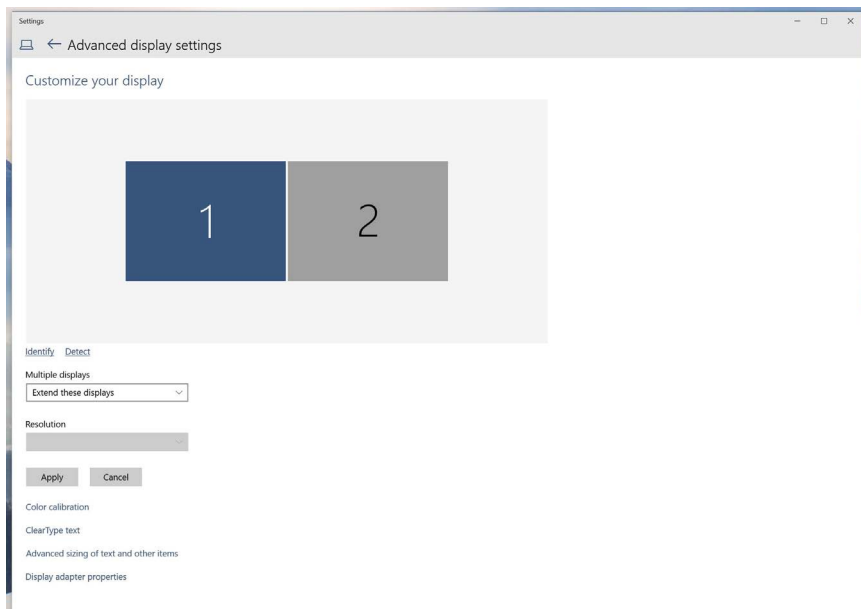 Settings
Advanced display settings
Customize your display
1 2
Identify Detect
Multiple displays
Extend these displays
Resolution
Apply Cancel
Color calibration
ClearType text
Advanced sizing of text and other items
Display adapter properties